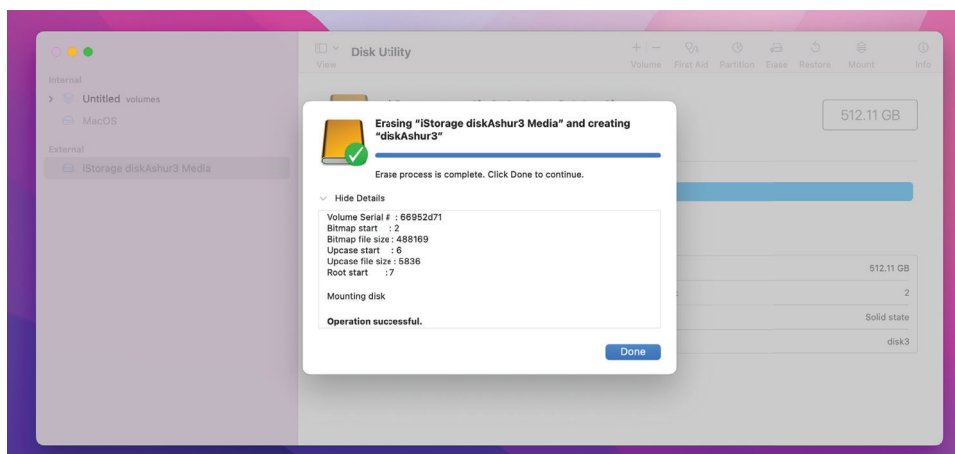 Disk Utility
View
Volume First Aid Partition Erase Restore Mount Info
Internal
Untitled volumes
MacOS
External
iStorage diskAshur3 Media
512.11 GB
Erasing “iStorage diskAshur3 Media” and creating
“diskAshur3”
Erase process is complete. Click Done to continue.
Hide Details
Volume Serial # : 66952d71
Bitmap start : 2
Bitmap file size : 488169
Upcase start : 6
Upcase file size : 5836
Root start :7
Mounting disk
Operation successful.
Done
512.11 GB
2
Solid state
disk3